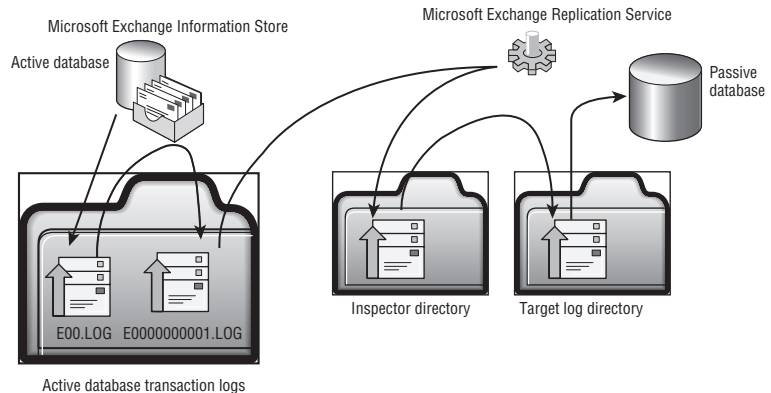 Microsoft Exchange Information Store
Active database
Microsoft Exchange Replication Service
Passive
database
E00.LOG
E0000000001.LOG
Active database transaction logs
Inspector directory
Target log directory